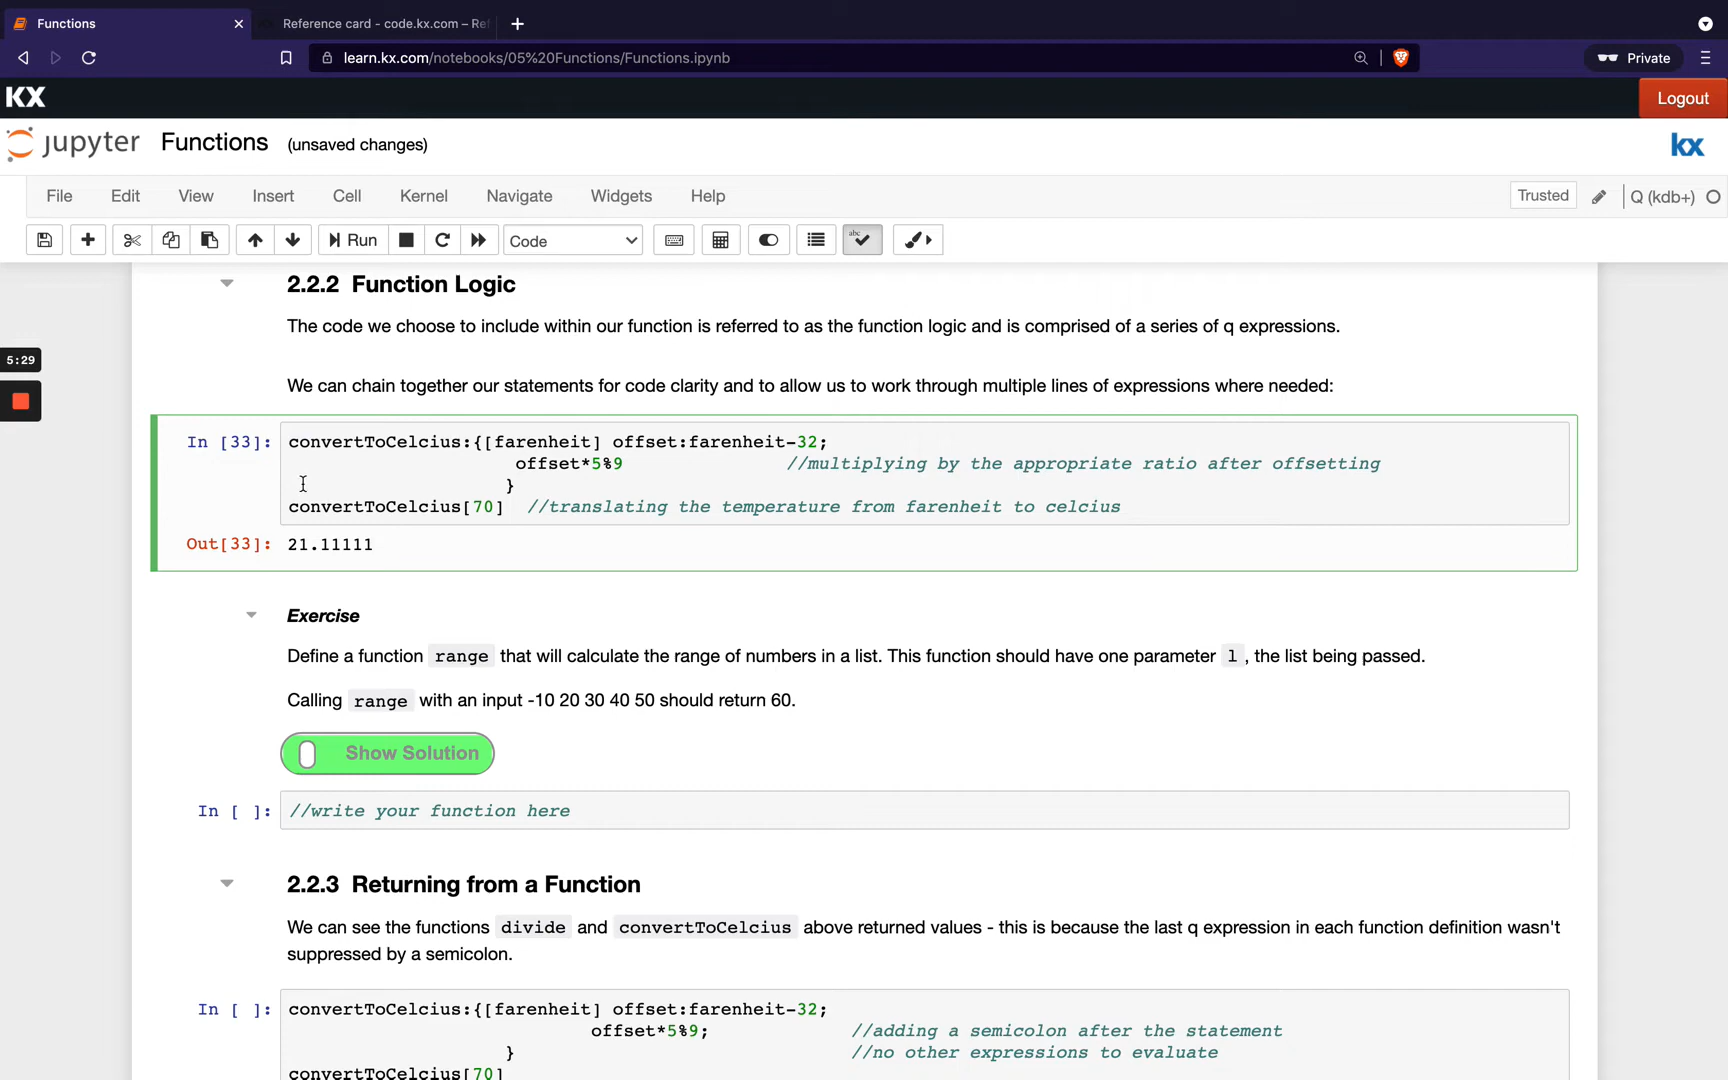 Functions
Reference card - code.kx.com – Re
learn.kx.com/notebooks/05%20Functions/Functions.ipynb
Private
KX
Logout
jupyter Functions (unsaved changes)
kx
File Edit View Insert Cell Kernel Navigate Widgets Help
Trusted
Q (kdb+)
Run
Code
abc
2.2.2 Function Logic
The code we choose to include within our function is referred to as the function logic and is comprised of a series of q expressions.
5:29
We can chain together our statements for code clarity and to allow us to work through multiple lines of expressions where needed:
In [33]: convertToCelcius:{[farenheit] offset:farenheit-32;
offset*5%9 //multiplying by the appropriate ratio after offsetting
}
convertToCelcius[70] //translating the temperature from farenheit to celcius
Out[33]: 21.11111
Exercise
Define a function range that will calculate the range of numbers in a list. This function should have one parameter l , the list being passed.
Calling range with an input -10 20 30 40 50 should return 60.
Show Solution
In [ ]: //write your function here
2.2.3 Returning from a Function
We can see the functions divide and convertToCelcius above returned values - this is because the last q expression in each function definition wasn't
suppressed by a semicolon.
In [ ]: convertToCelcius:{[farenheit] offset:farenheit-32;
offset*5%9; //adding a semicolon after the statement
} //no other expressions to evaluate
convertToCelcius[70]